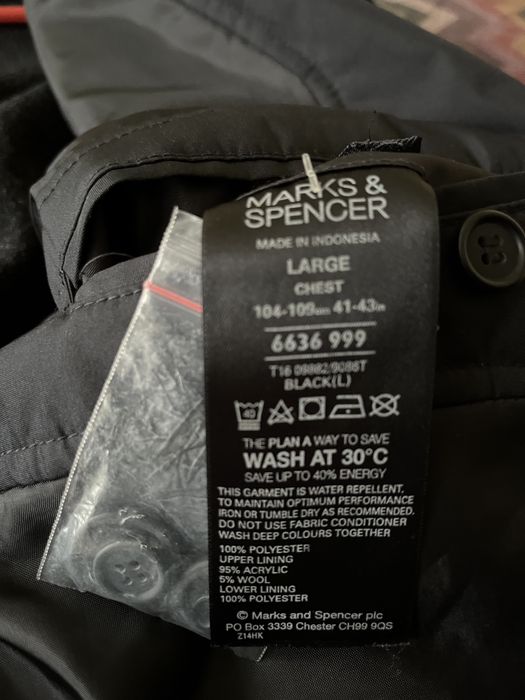 MARKS &
SPENCER
MADE IN INDONESIA
LARGE
CHEST
104-109cm 41-43in
6636 999
T16
BLACK(L)
40
THE PLAN A WAY TO SAVE
WASH AT 30°C
SAVE UP TO 40% ENERGY
THIS GARMENT IS WATER REPELLENT.
TO MAINTAIN OPTIMUM PERFORMANCE
IRON OR TUMBLE DRY AS RECOMMENDED.
DO NOT USE FABRIC CONDITIONER
WASH DEEP COLOURS TOGETHER
100% POLYESTER
UPPER LINING
95% ACRYLIC
5% WOOL
LOWER LINING
100% POLYESTER
© Marks and Spencer plc
PO Box 3339 Chester CH99 9QS
Z14HK